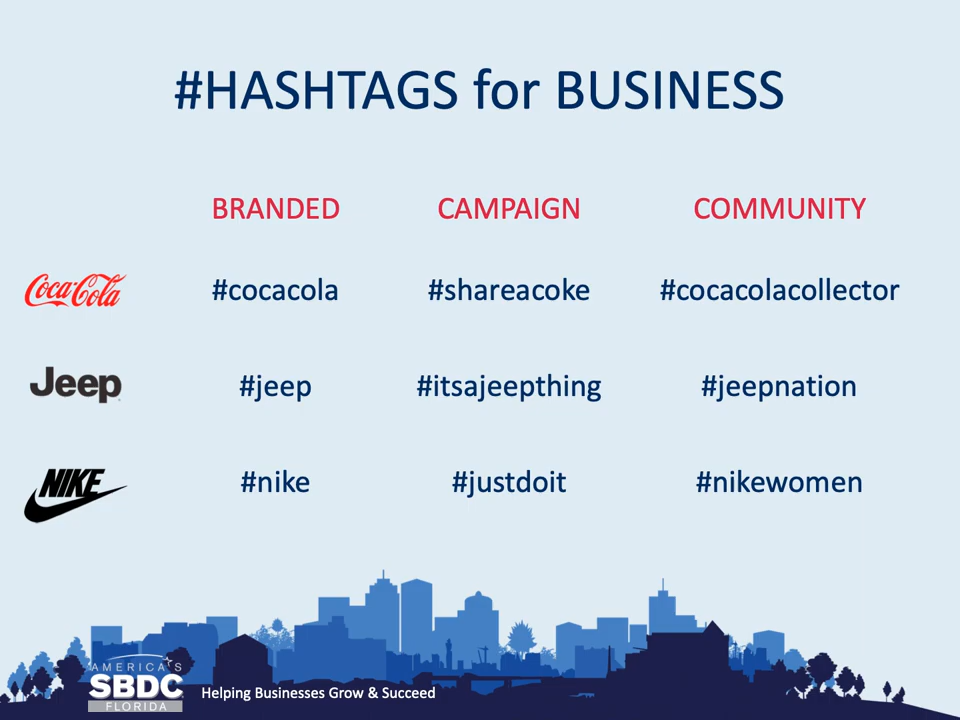 #HASHTAGS for BUSINESS
BRANDED CAMPAIGN COMMUNITY
Coca-Cola #cocacola #shareacoke #cocacolacollector
Jeep #jeep #itsajeepthing #jeepnation
NIKE #nike #justdoit #nikewomen
AMERICA'S
SBDC
FLORIDA
Helping Businesses Grow & Succeed